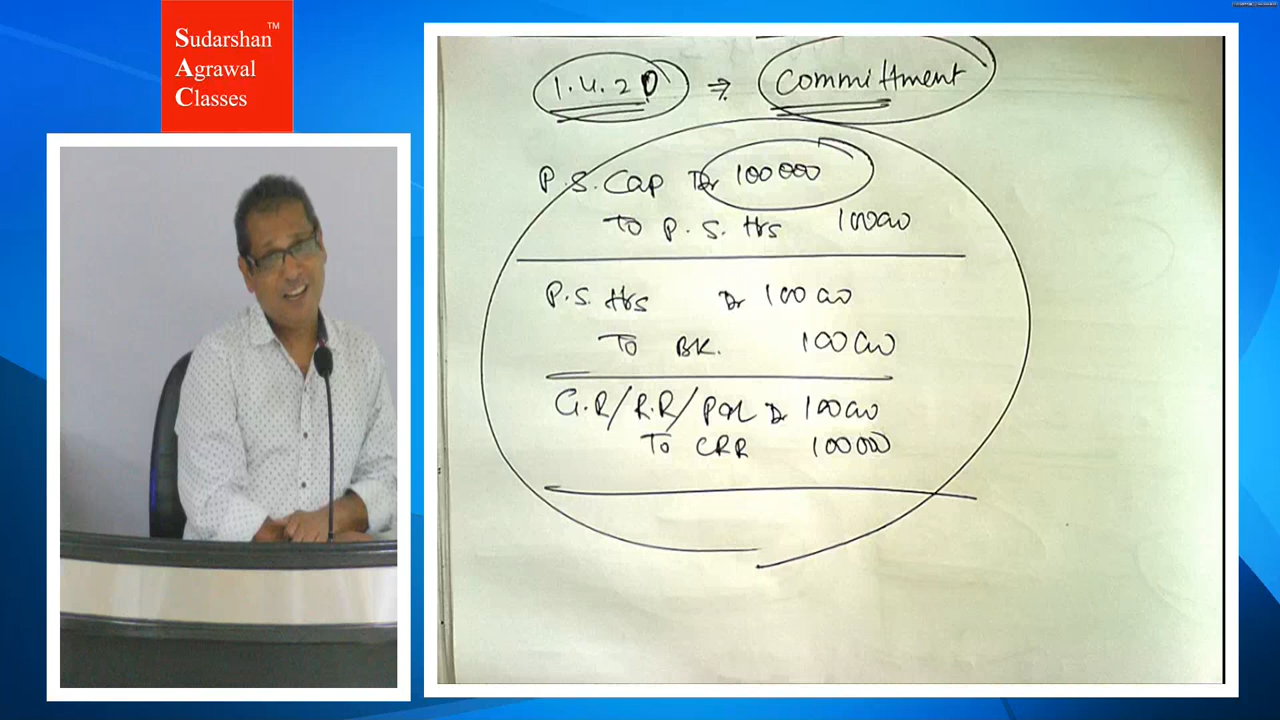 Sudarshan™
Agrawal
Classes
1.4.20 ⇒ Committment
P.S. Cap Dr 100000
To P.S. Hrs 100000
P.S. Hrs Dr 100000
To BK. 100000
G.R/R.R/P&L Dr 100000
To CRR 100000